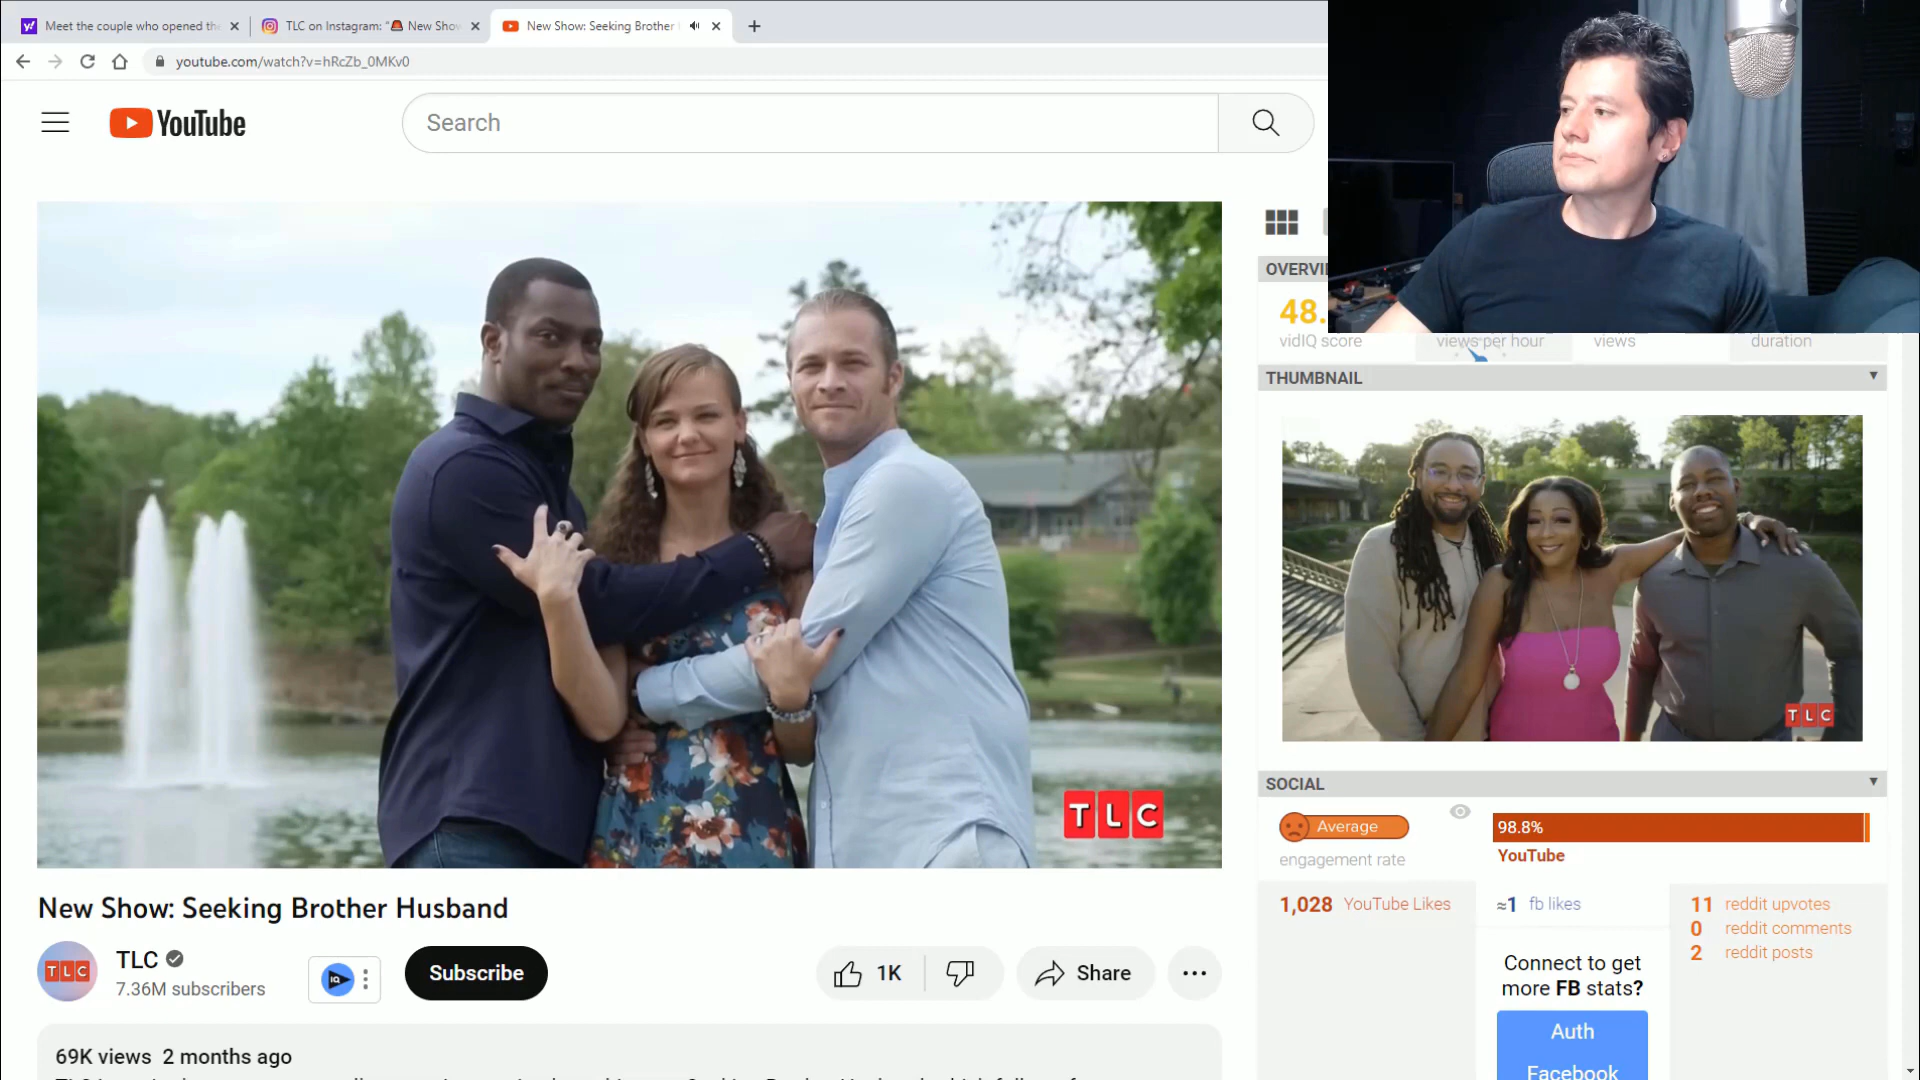 Meet the couple who opened the
TLC on Instagram: "🚨 New Show
New Show: Seeking Brother
youtube.com/watch?v=hRcZb_0MKv0
YouTube
Search
OVERVI
48.
vidIQ score
views per hour
views
duration
THUMBNAIL
TLC
TLC
SOCIAL
Average
engagement rate
98.8%
YouTube
1,028 YouTube Likes
≈1 fb likes
11 reddit upvotes
0 reddit comments
2 reddit posts
Connect to get
more FB stats?
Auth
Facebook
New Show: Seeking Brother Husband
TLC
TLC
7.36M subscribers
IQ
Subscribe
1K
Share
69K views 2 months ago